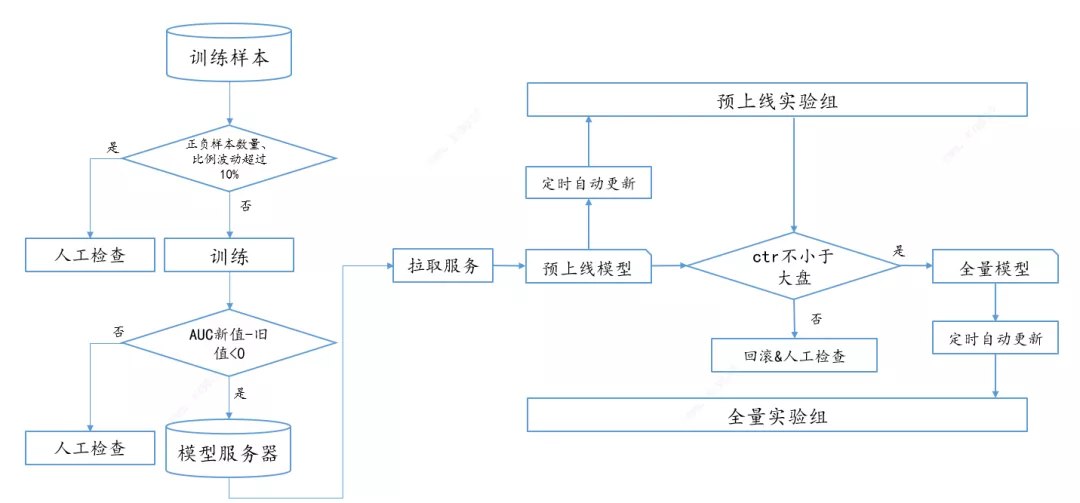 训练样本
正负样本数量、
比例波动超过
10%
是
否
人工检查
训练
AUC新值-旧
值<0
否
是
人工检查
模型服务器
拉取服务
预上线模型
定时自动更新
预上线实验组
ctr不小于
大盘
是
否
回滚&人工检查
全量模型
定时自动更新
全量实验组